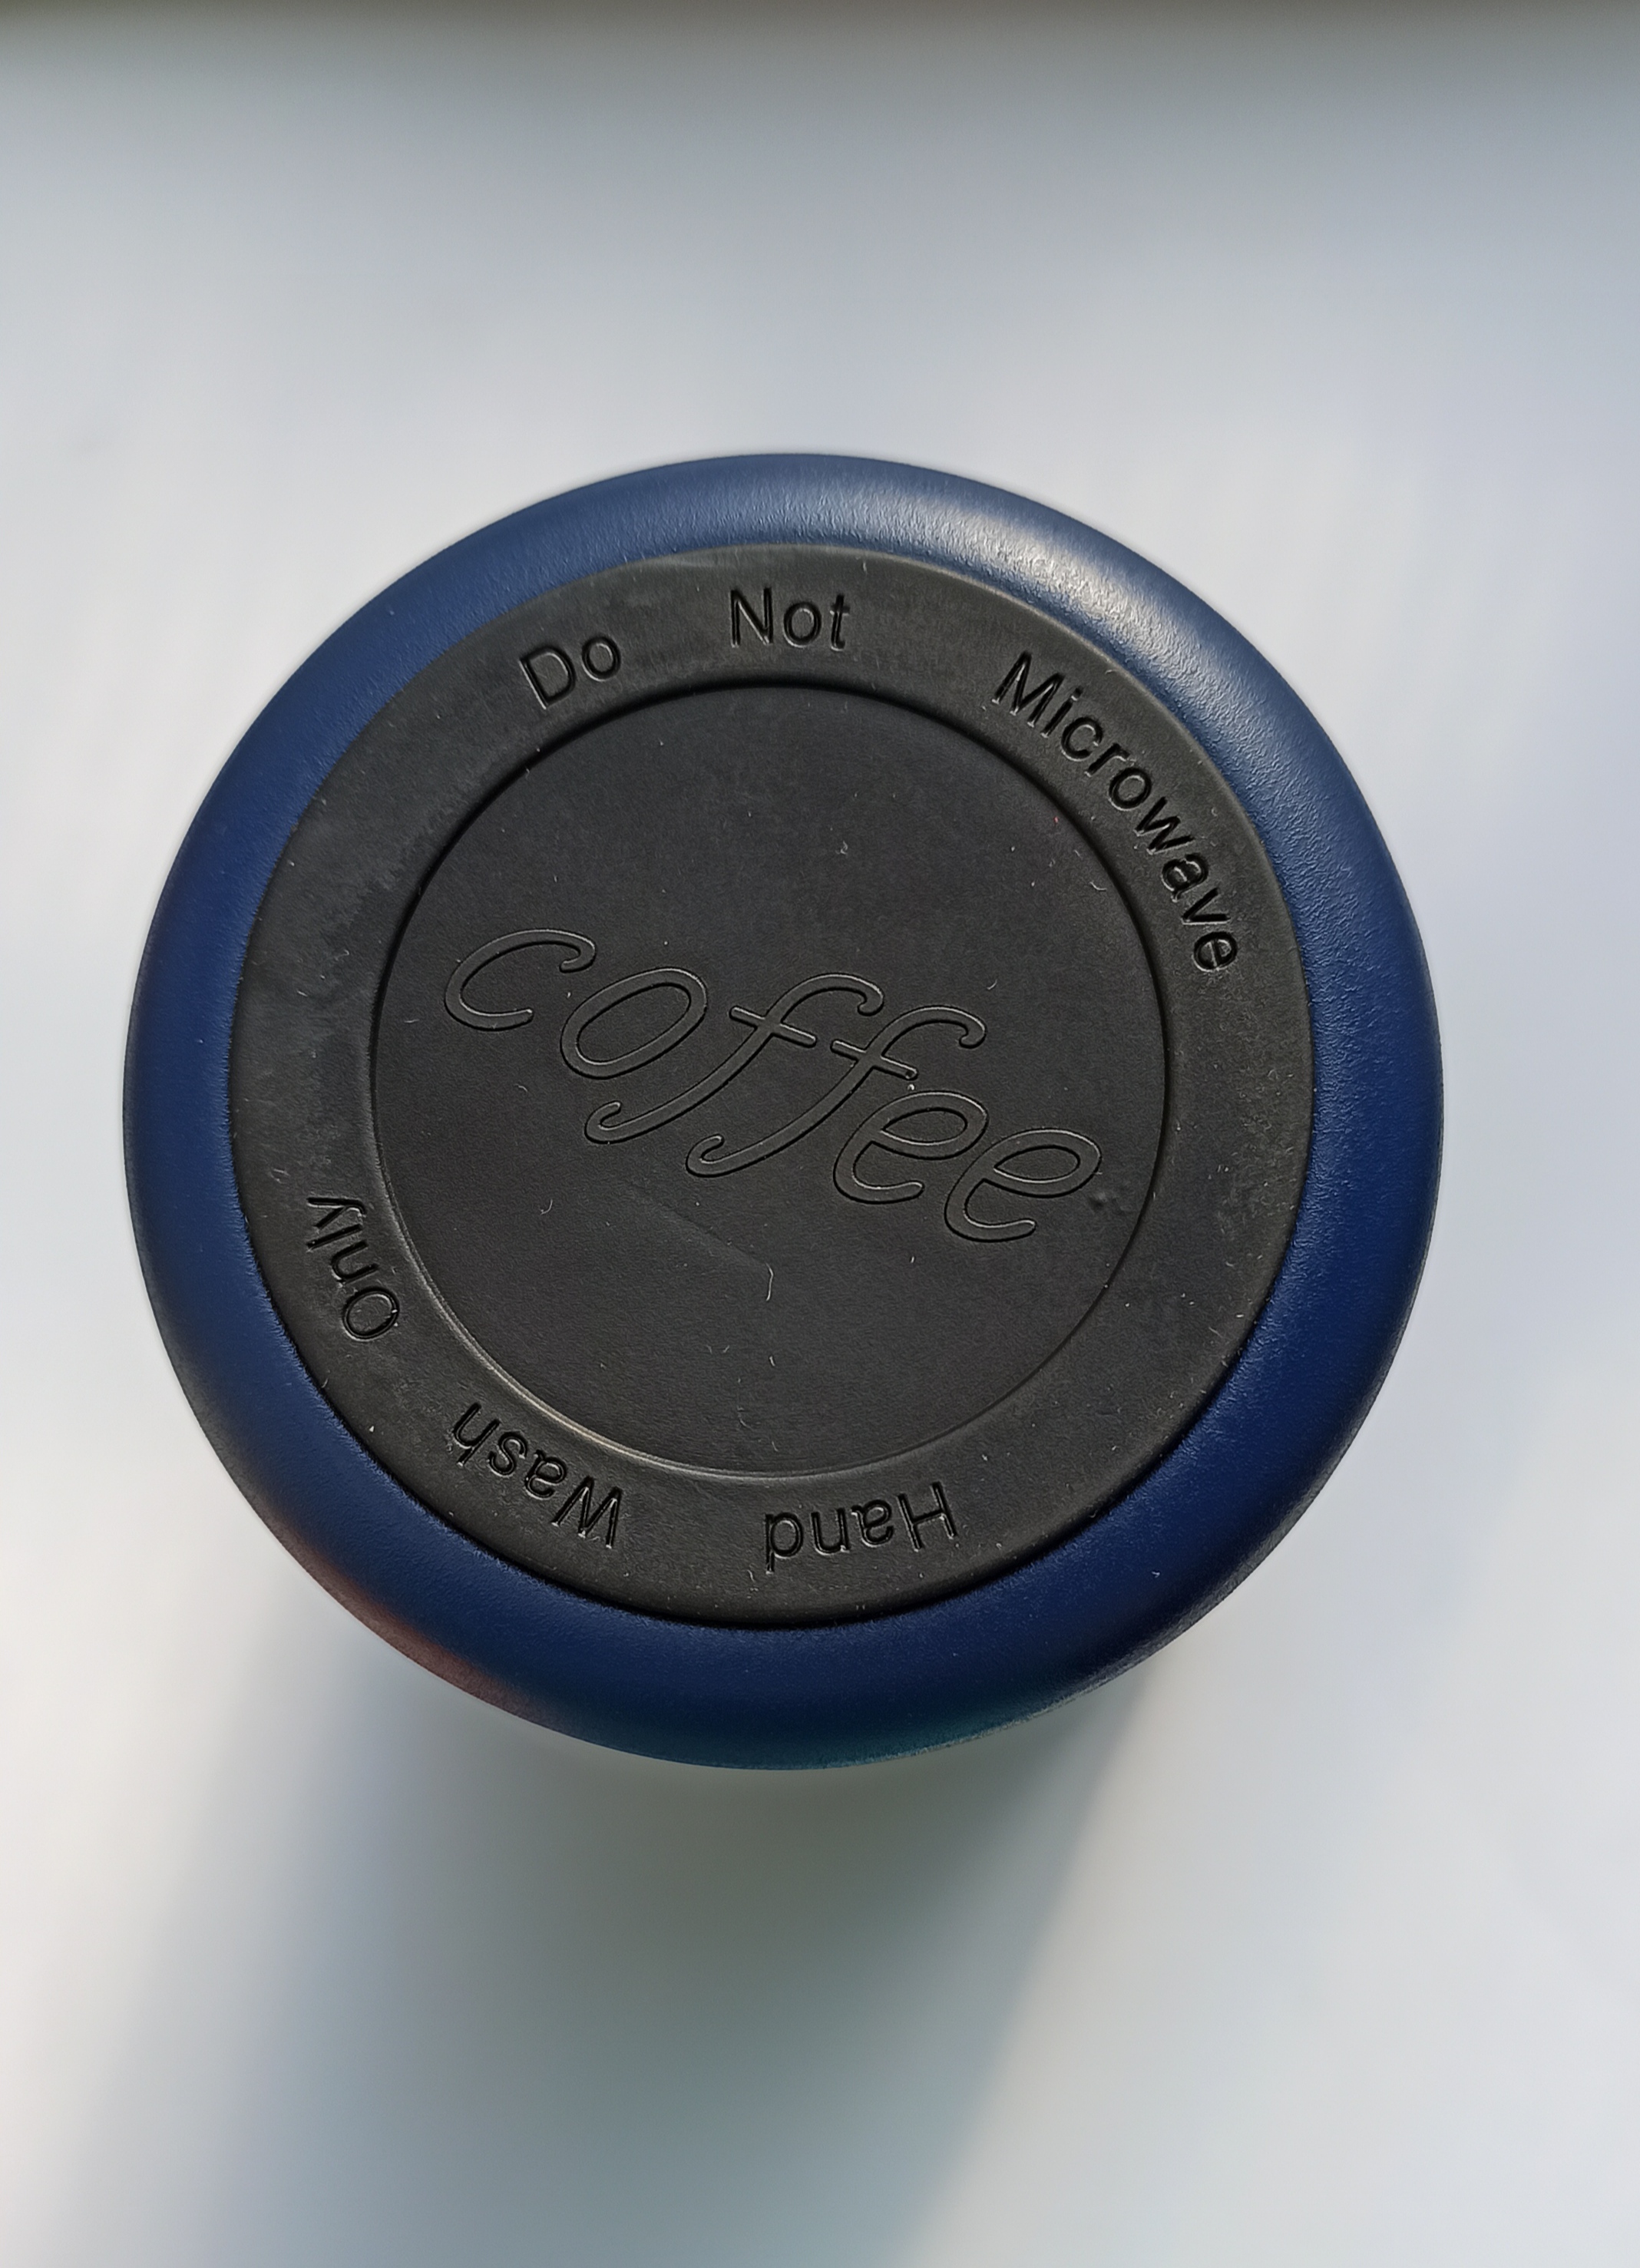 Do Not Microwave
Hand Wash Only
coffee